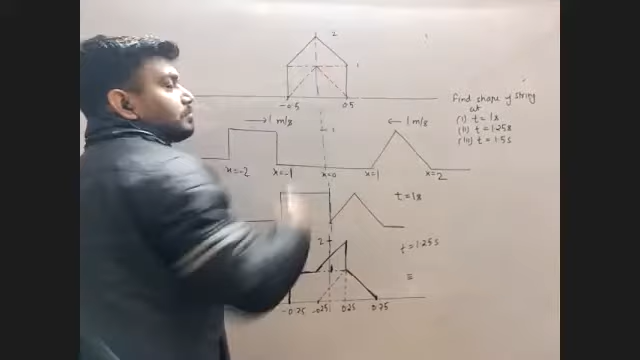 2
1
-0.5 0.5
Find shape of string
at
(i) t = 1s
(ii) t = 1.25s
(iii) t = 1.5s
→ 1 m/s
← 1 m/s
1
x=-2 x=-1 x=0 x=1 x=2
t = 1s
2
t = 1.25s
=
-0.75 -0.25 0.25 0.75